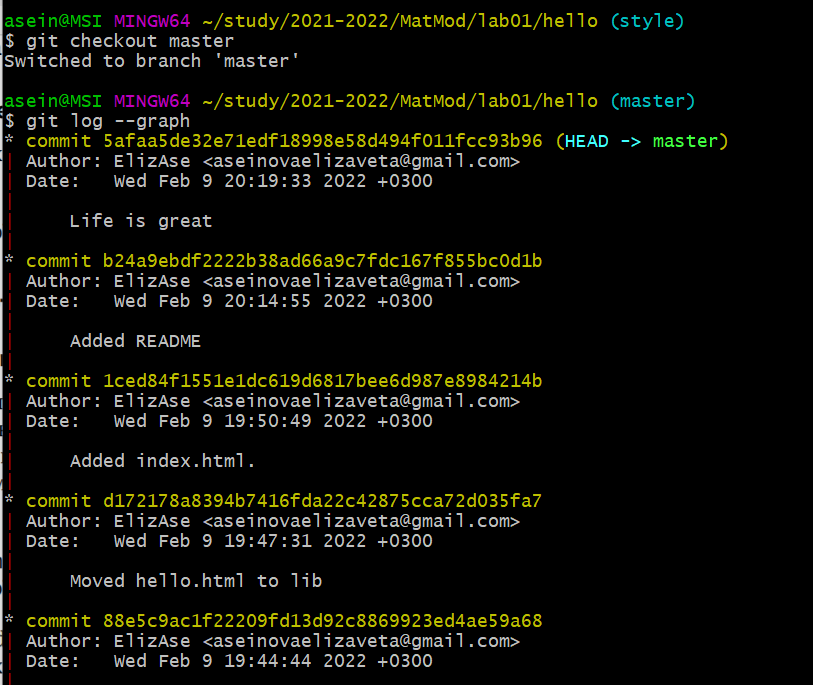 asein@MSI MINGW64 ~/study/2021-2022/MatMod/lab01/hello (style)
$ git checkout master
Switched to branch 'master'
asein@MSI MINGW64 ~/study/2021-2022/MatMod/lab01/hello (master)
$ git log --graph
* commit 5afaa5de32e71edf18998e58d494f011fcc93b96 (HEAD -> master)
| Author: ElizAse <aseinovaelizaveta@gmail.com>
| Date:   Wed Feb 9 20:19:33 2022 +0300
|
|     Life is great
|
* commit b24a9ebdf2222b38ad66a9c7fdc167f855bc0d1b
| Author: ElizAse <aseinovaelizaveta@gmail.com>
| Date:   Wed Feb 9 20:14:55 2022 +0300
|
|     Added README
|
* commit 1ced84f1551e1dc619d6817bee6d987e8984214b
| Author: ElizAse <aseinovaelizaveta@gmail.com>
| Date:   Wed Feb 9 19:50:49 2022 +0300
|
|     Added index.html.
|
* commit d172178a8394b7416fda22c42875cca72d035fa7
| Author: ElizAse <aseinovaelizaveta@gmail.com>
| Date:   Wed Feb 9 19:47:31 2022 +0300
|
|     Moved hello.html to lib
|
* commit 88e5c9ac1f22209fd13d92c8869923ed4ae59a68
| Author: ElizAse <aseinovaelizaveta@gmail.com>
| Date:   Wed Feb 9 19:44:44 2022 +0300
|